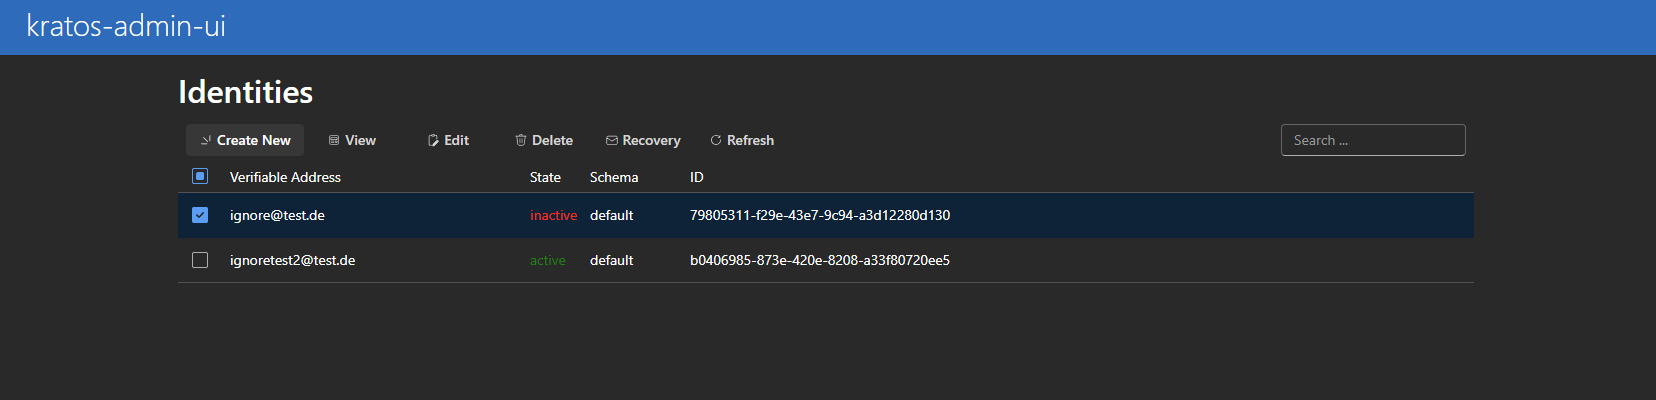 kratos-admin-ui
Identities
Create New View Edit Delete Recovery Refresh Search ...
Verifiable Address State Schema ID
ignore@test.de inactive default 79805311-f29e-43e7-9c94-a3d12280d130
ignoretest2@test.de active default b0406985-873e-420e-8208-a33f80720ee5